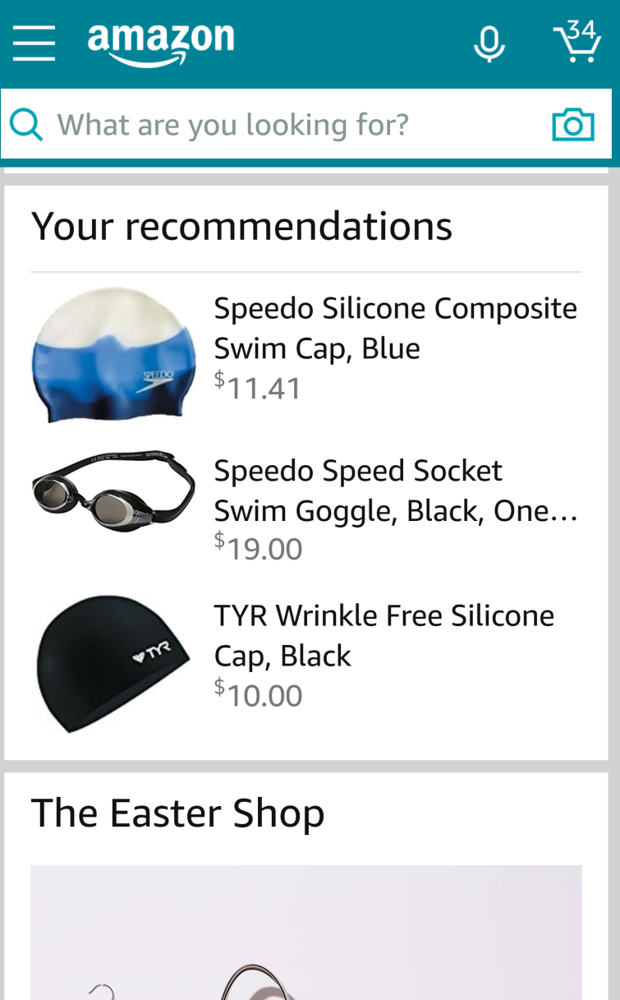 amazon
34
What are you looking for?
Your recommendations
Speedo Silicone Composite
Swim Cap, Blue
$11.41
SPEEDO
Speedo Speed Socket
Swim Goggle, Black, One…
$19.00
speedo
speedo
TYR Wrinkle Free Silicone
Cap, Black
$10.00
TYR
The Easter Shop